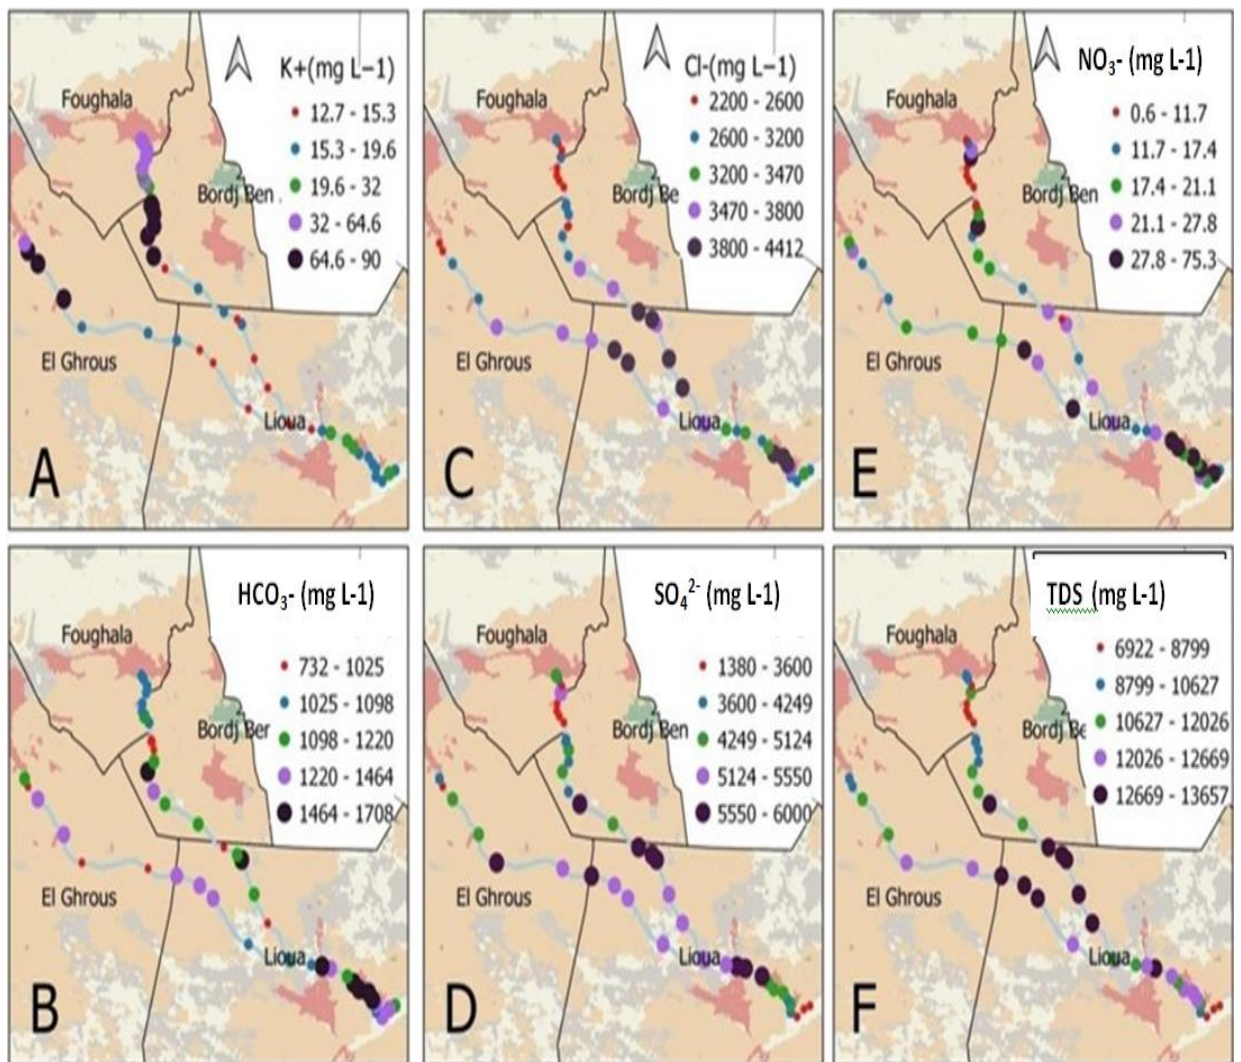 K+(mg L−1)
Foughala
12.7 - 15.3
15.3 - 19.6
19.6 - 32
Bordj Ben
32 - 64.6
64.6 - 90
El Ghrous
Lioua
A
Cl-(mg L−1)
Foughala
2200 - 2600
2600 - 3200
3200 - 3470
Bordj Be
3470 - 3800
3800 - 4412
El Ghrous
Lioua
C
NO₃- (mg L-1)
Foughala
0.6 - 11.7
11.7 - 17.4
17.4 - 21.1
Bordj Ben
21.1 - 27.8
27.8 - 75.3
El Ghrous
Lioua
E
HCO₃- (mg L-1)
Foughala
732 - 1025
1025 - 1098
1098 - 1220
Bordj Ber
1220 - 1464
1464 - 1708
El Ghrous
Lioua
B
SO₄²⁻ (mg L-1)
Foughala
1380 - 3600
3600 - 4249
4249 - 5124
Bordj Ben
5124 - 5550
5550 - 6000
El Ghrous
Lioua
D
TDS (mg L-1)
Foughala
6922 - 8799
8799 - 10627
10627 - 12026
Bordj Be
12026 - 12669
12669 - 13657
El Ghrous
Lioua
F